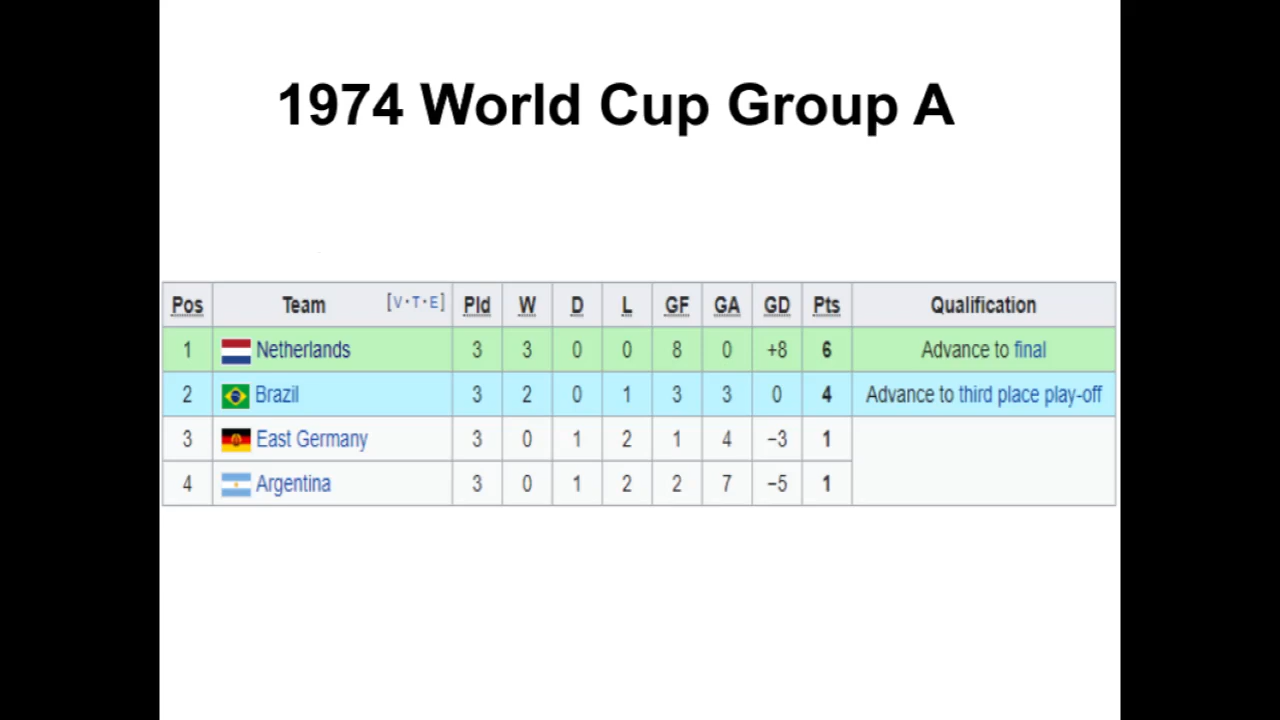 1974 World Cup Group A
Pos Team [V·T·E] Pld W D L GF GA GD Pts Qualification
1 Netherlands 3 3 0 0 8 0 +8 6 Advance to final
2 Brazil 3 2 0 1 3 3 0 4 Advance to third place play-off
3 East Germany 3 0 1 2 1 4 −3 1
4 Argentina 3 0 1 2 2 7 −5 1